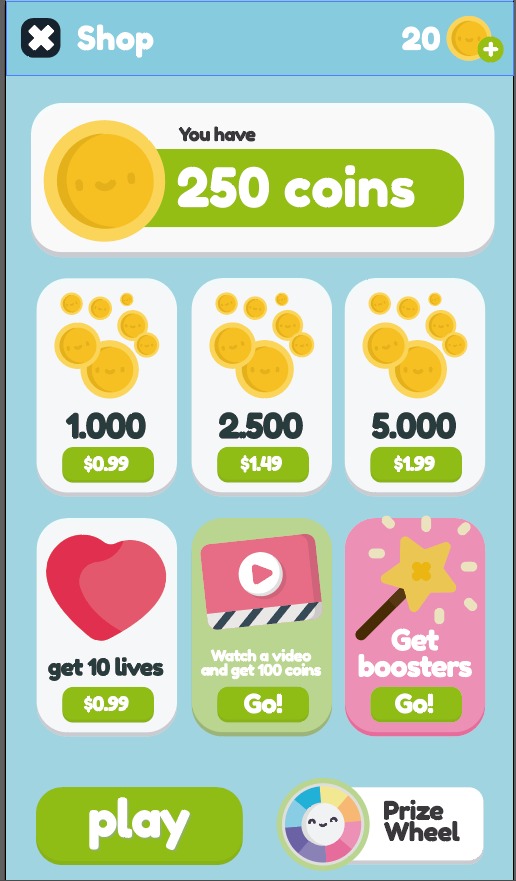 Shop
20
You have
250 coins
1.000
2.500
5.000
$0.99
$1.49
$1.99
get 10 lives
$0.99
Watch a video
and get 100 coins
Go!
Get
boosters
Go!
play
Prize
Wheel